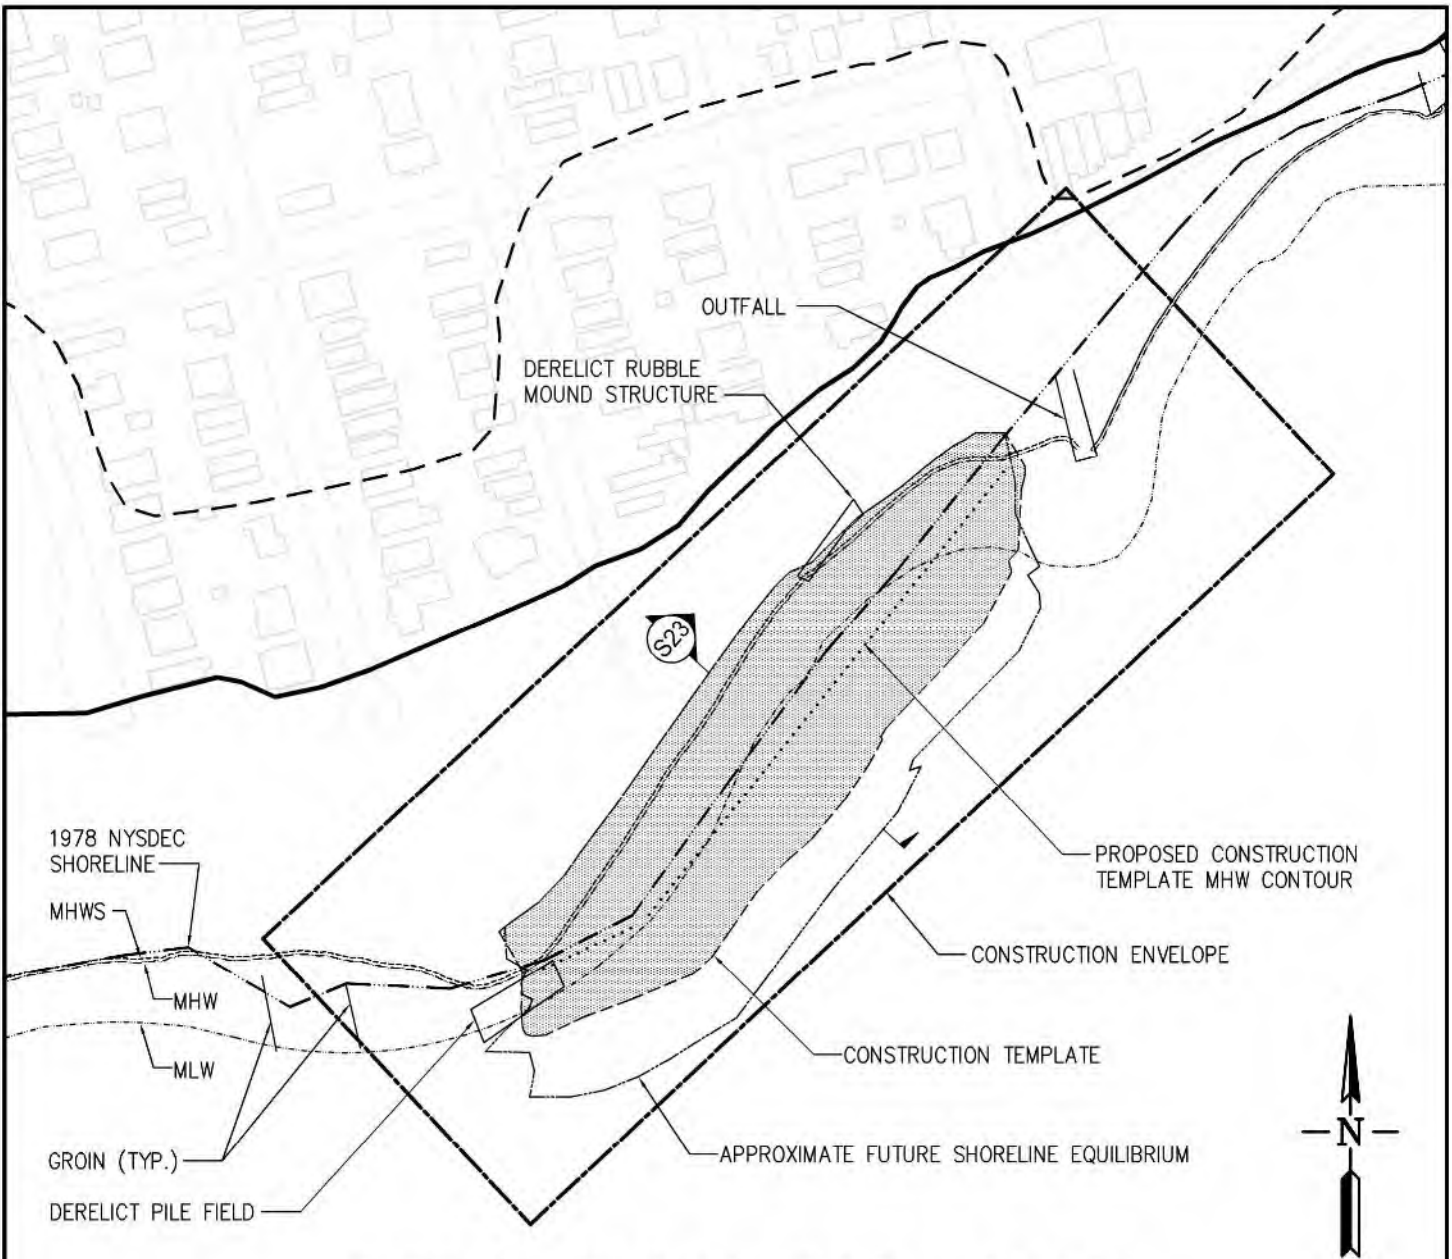 OUTFALL
DERELICT RUBBLE
MOUND STRUCTURE
S23
1978 NYSDEC
SHORELINE
MHWS
MHW
MLW
GROIN (TYP.)
DERELICT PILE FIELD
PROPOSED CONSTRUCTION
TEMPLATE MHW CONTOUR
CONSTRUCTION ENVELOPE
CONSTRUCTION TEMPLATE
APPROXIMATE FUTURE SHORELINE EQUILIBRIUM
N